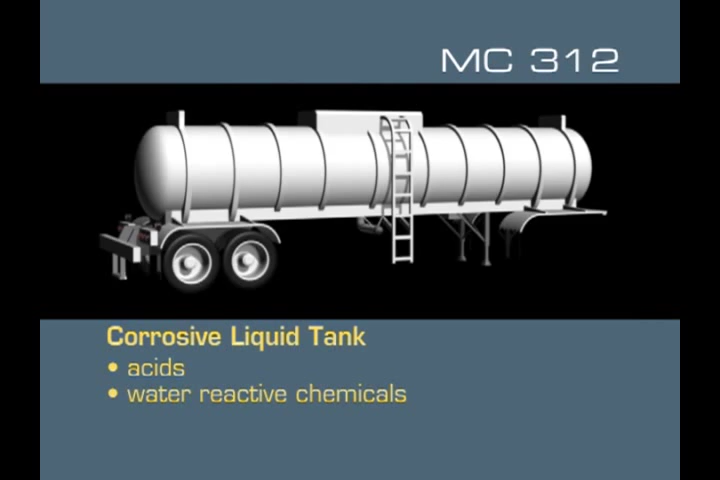 MC 312
Corrosive Liquid Tank
• acids
• water reactive chemicals